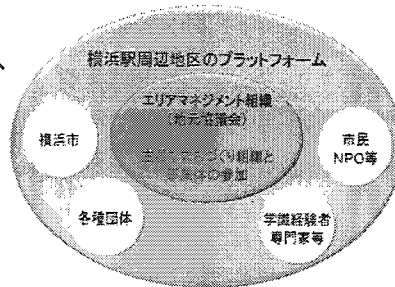 横浜駅周辺地区のプラットフォーム
エリアマネジメント組織
(地元協議会)
横浜市
市民
NPO等
各種団体
学識経験者
専門家等